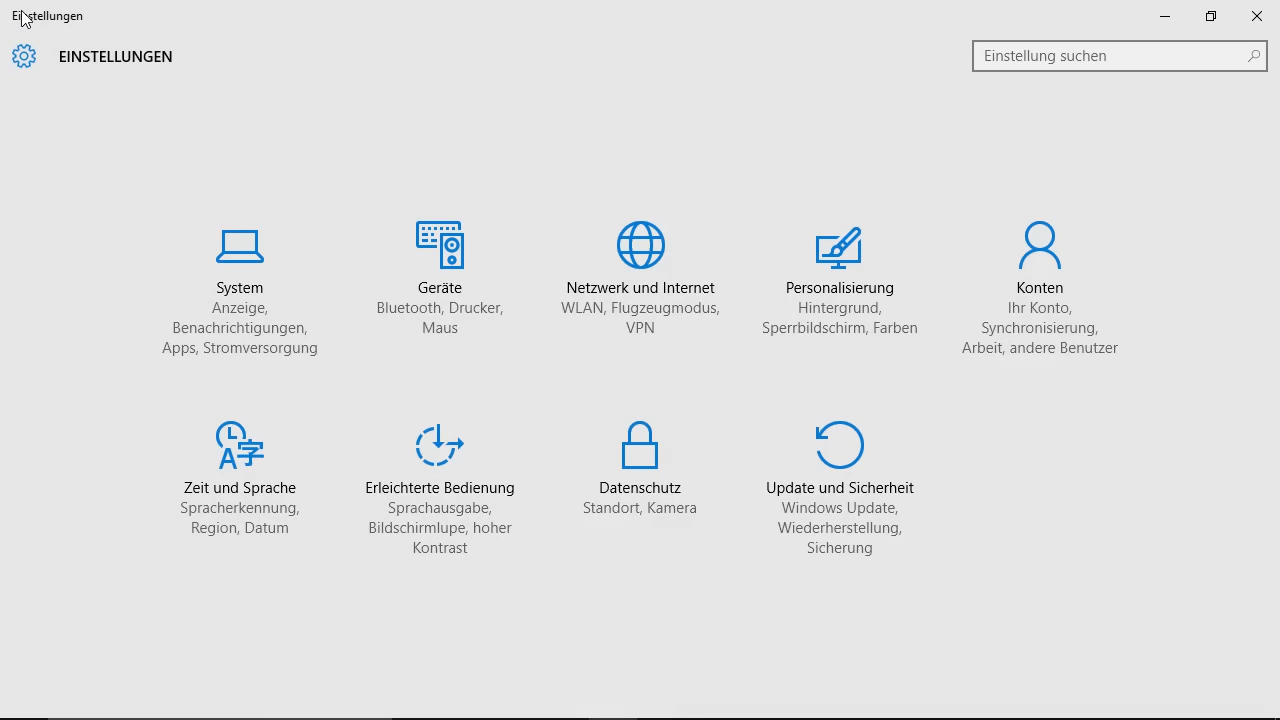 Einstellungen
EINSTELLUNGEN
Einstellung suchen
System
Anzeige,
Benachrichtigungen,
Apps, Stromversorgung
Geräte
Bluetooth, Drucker,
Maus
Netzwerk und Internet
WLAN, Flugzeugmodus,
VPN
Personalisierung
Hintergrund,
Sperrbildschirm, Farben
Konten
Ihr Konto,
Synchronisierung,
Arbeit, andere Benutzer
Zeit und Sprache
Spracherkennung,
Region, Datum
Erleichterte Bedienung
Sprachausgabe,
Bildschirmlupe, hoher
Kontrast
Datenschutz
Standort, Kamera
Update und Sicherheit
Windows Update,
Wiederherstellung,
Sicherung